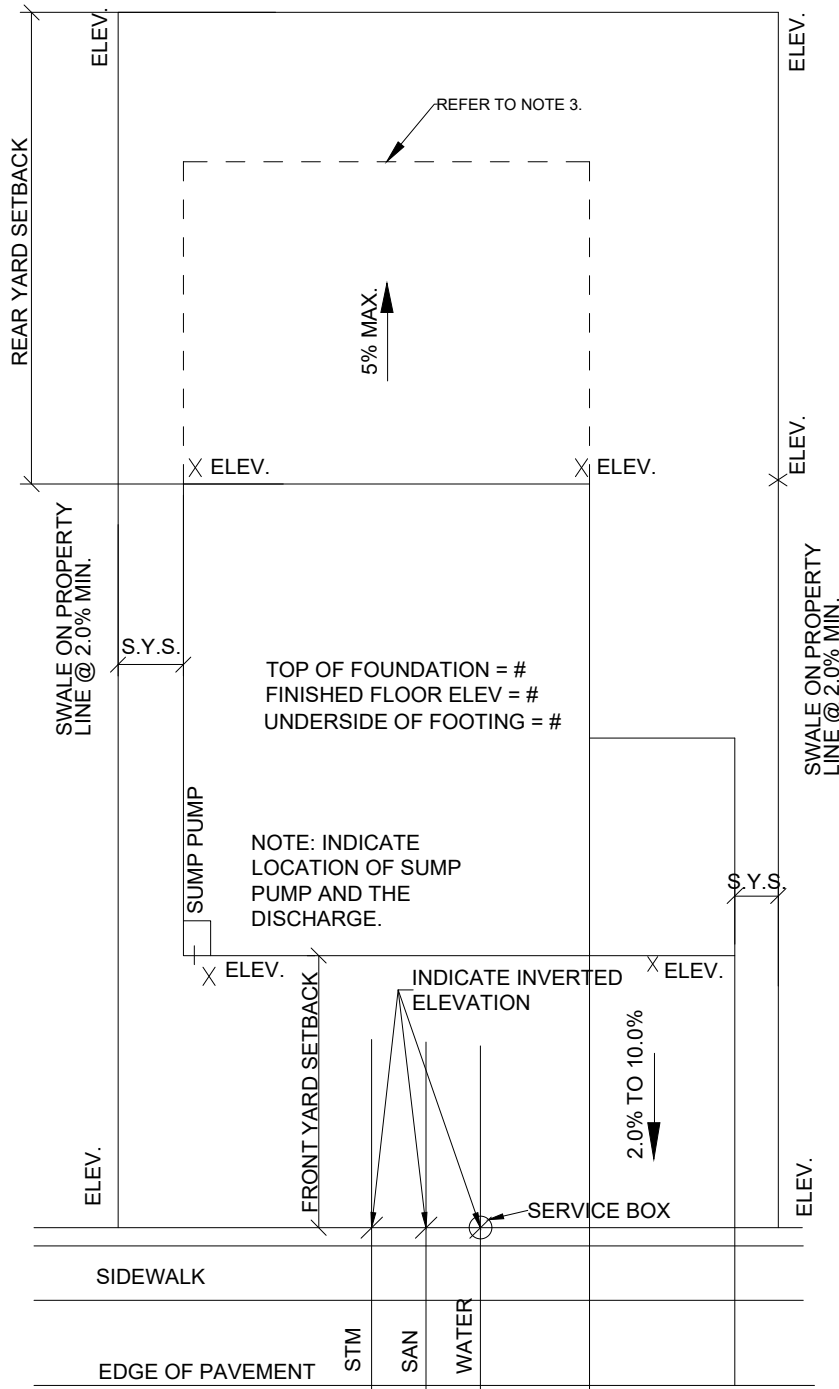 ELEV.
ELEV.
REFER TO NOTE 3.
REAR YARD SETBACK
5% MAX.
ELEV.
ELEV.
ELEV.
SWALE ON PROPERTY
LINE @ 2.0% MIN.
S.Y.S.
TOP OF FOUNDATION = #
FINISHED FLOOR ELEV = #
UNDERSIDE OF FOOTING = #
SWALE ON PROPERTY
LINE @ 2.0% MIN.
SUMP PUMP
NOTE: INDICATE
LOCATION OF SUMP
PUMP AND THE
DISCHARGE.
S.Y.S.
ELEV.
INDICATE INVERTED
ELEVATION
ELEV.
FRONT YARD SETBACK
2.0% TO 10.0%
ELEV.
ELEV.
SERVICE BOX
SIDEWALK
STM
SAN
WATER
EDGE OF PAVEMENT